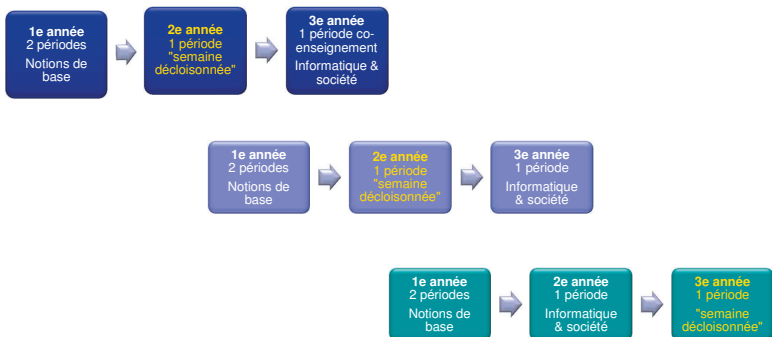 1e année
2 périodes
Notions de
base
2e année
1 période
"semaine
décloisonnée"
3e année
1 période co-
enseignement
Informatique &
société
1e année
2 périodes
Notions de
base
2e année
1 période
"semaine
décloisonnée"
3e année
1 période
Informatique
& société
1e année
2 périodes
Notions de
base
2e année
1 période
Informatique
& société
3e année
1 période
"semaine
décloisonnée"